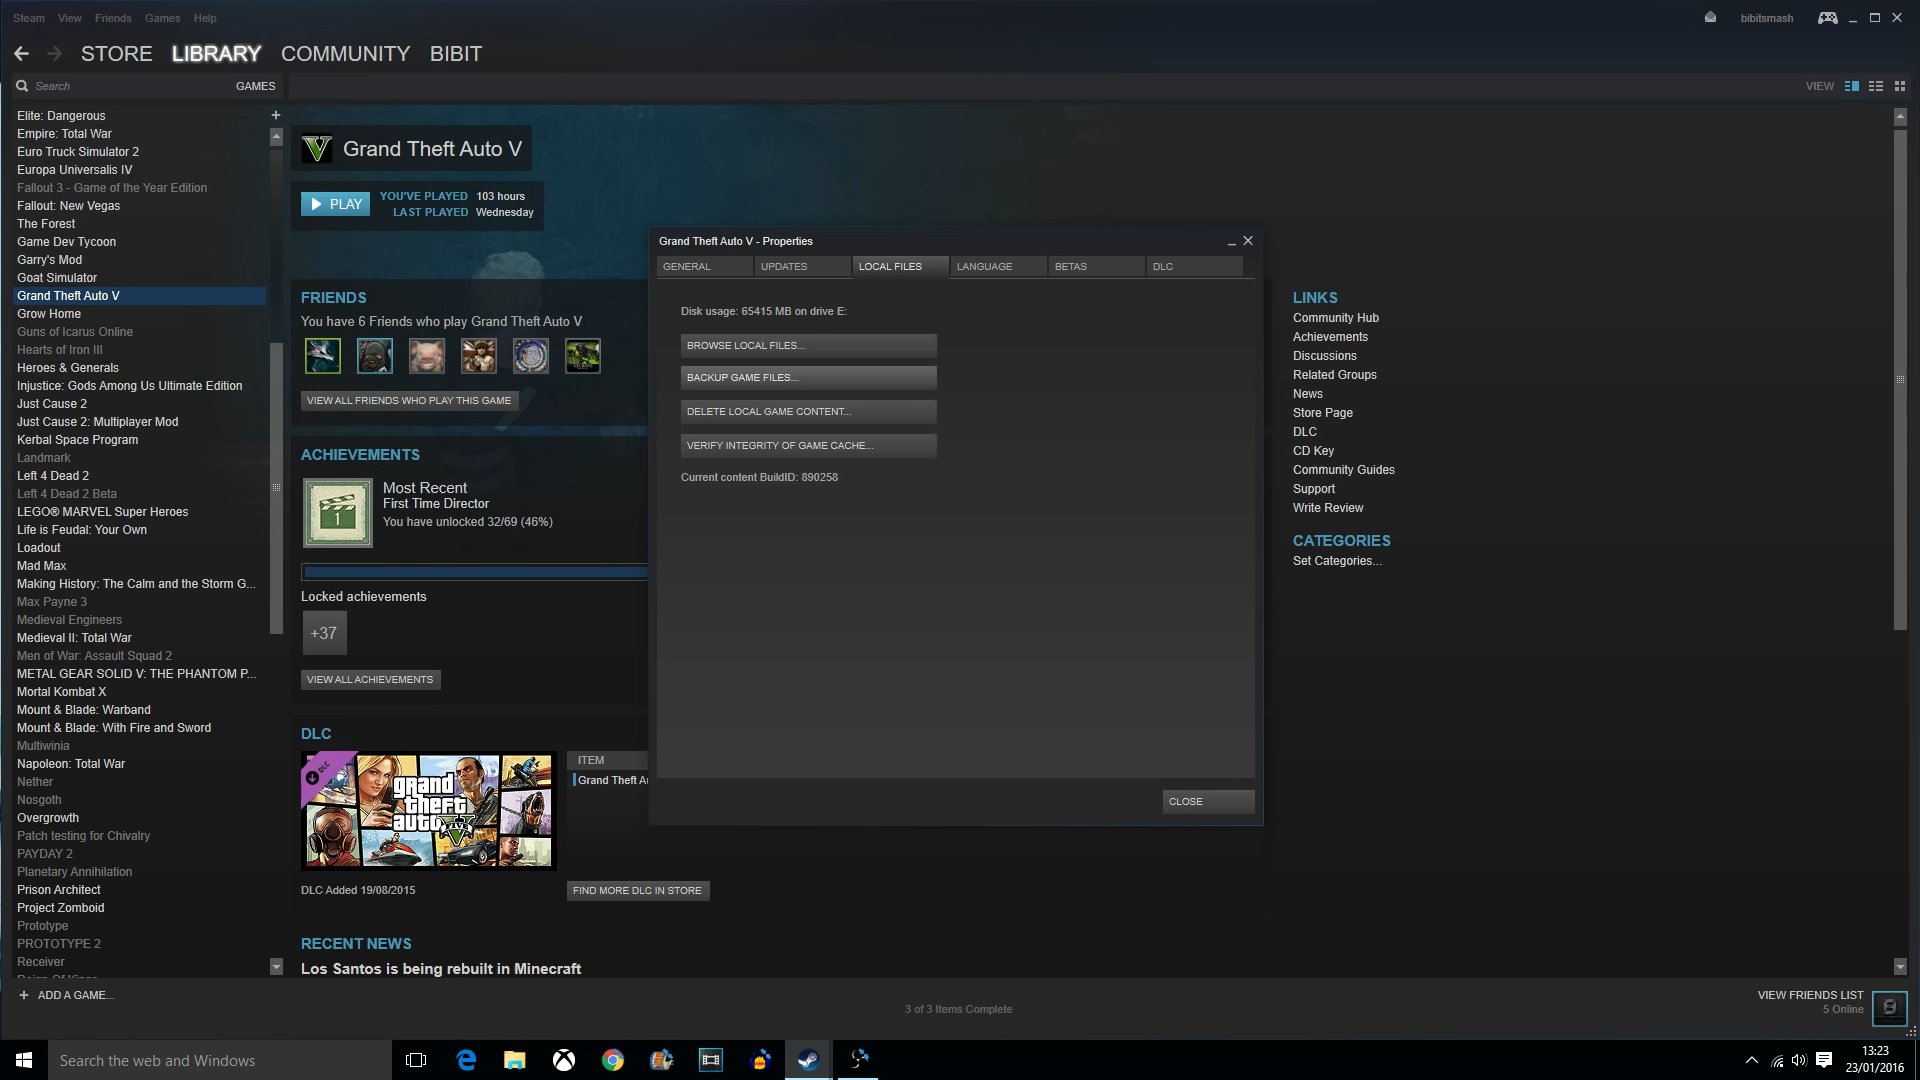 Steam View Friends Games Help
bibitsmash
STORE LIBRARY COMMUNITY BIBIT
Search
GAMES
VIEW
Elite: Dangerous
Empire: Total War
Euro Truck Simulator 2
Europa Universalis IV
Fallout 3 - Game of the Year Edition
Fallout: New Vegas
The Forest
Game Dev Tycoon
Garry's Mod
Goat Simulator
Grand Theft Auto V
Grow Home
Guns of Icarus Online
Hearts of Iron III
Heroes & Generals
Injustice: Gods Among Us Ultimate Edition
Just Cause 2
Just Cause 2: Multiplayer Mod
Kerbal Space Program
Landmark
Left 4 Dead 2
Left 4 Dead 2 Beta
LEGO® MARVEL Super Heroes
Life is Feudal: Your Own
Loadout
Mad Max
Making History: The Calm and the Storm G...
Max Payne 3
Medieval Engineers
Medieval II: Total War
Men of War: Assault Squad 2
METAL GEAR SOLID V: THE PHANTOM P...
Mortal Kombat X
Mount & Blade: Warband
Mount & Blade: With Fire and Sword
Multiwinia
Napoleon: Total War
Nether
Nosgoth
Overgrowth
Patch testing for Chivalry
PAYDAY 2
Planetary Annihilation
Prison Architect
Project Zomboid
Prototype
PROTOTYPE 2
Receiver
+ ADD A GAME...
Grand Theft Auto V
PLAY
YOU'VE PLAYED 103 hours
LAST PLAYED Wednesday
FRIENDS
You have 6 Friends who play Grand Theft Auto V
VIEW ALL FRIENDS WHO PLAY THIS GAME
ACHIEVEMENTS
1
Most Recent
First Time Director
You have unlocked 32/69 (46%)
Locked achievements
+37
VIEW ALL ACHIEVEMENTS
DLC
DLC
grand
theft
auto
FIVE
ITEM
Grand Theft Au
DLC Added 19/08/2015
FIND MORE DLC IN STORE
RECENT NEWS
Los Santos is being rebuilt in Minecraft
Grand Theft Auto V - Properties
GENERAL UPDATES LOCAL FILES LANGUAGE BETAS DLC
Disk usage: 65415 MB on drive E:
BROWSE LOCAL FILES...
BACKUP GAME FILES...
DELETE LOCAL GAME CONTENT...
VERIFY INTEGRITY OF GAME CACHE...
Current content BuildID: 890258
CLOSE
LINKS
Community Hub
Achievements
Discussions
Related Groups
News
Store Page
DLC
CD Key
Community Guides
Support
Write Review
CATEGORIES
Set Categories...
3 of 3 Items Complete
VIEW FRIENDS LIST
5 Online
Search the web and Windows
13:23
23/01/2016